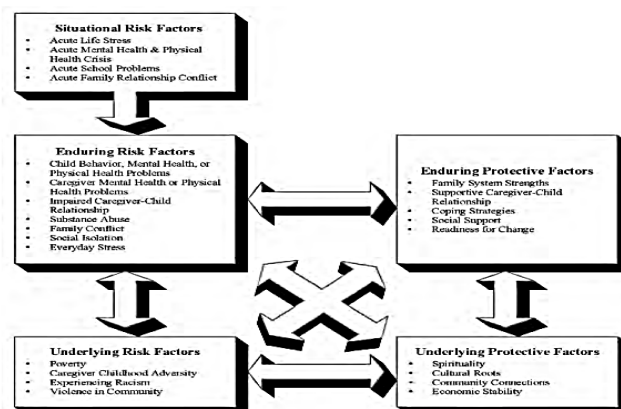 Situational Risk Factors
• Acute Life Stress
• Acute Mental Health & Physical
Health Crisis
• Acute School Problems
• Acute Family Relationship Conflict
Enduring Risk Factors
• Child Behavior, Mental Health, or
Physical Health Problems
• Caregiver Mental Health or Physical
Health Problems
• Impaired Caregiver-Child
Relationship
• Substance Abuse
• Family Conflict
• Social Isolation
• Everyday Stress
Enduring Protective Factors
• Family System Strengths
• Supportive Caregiver-Child
Relationship
• Coping Strategies
• Social Support
• Readiness for Change
Underlying Risk Factors
• Poverty
• Caregiver Childhood Adversity
• Experiencing Racism
• Violence in Community
Underlying Protective Factors
• Spirituality
• Cultural Roots
• Community Connections
• Economic Stability